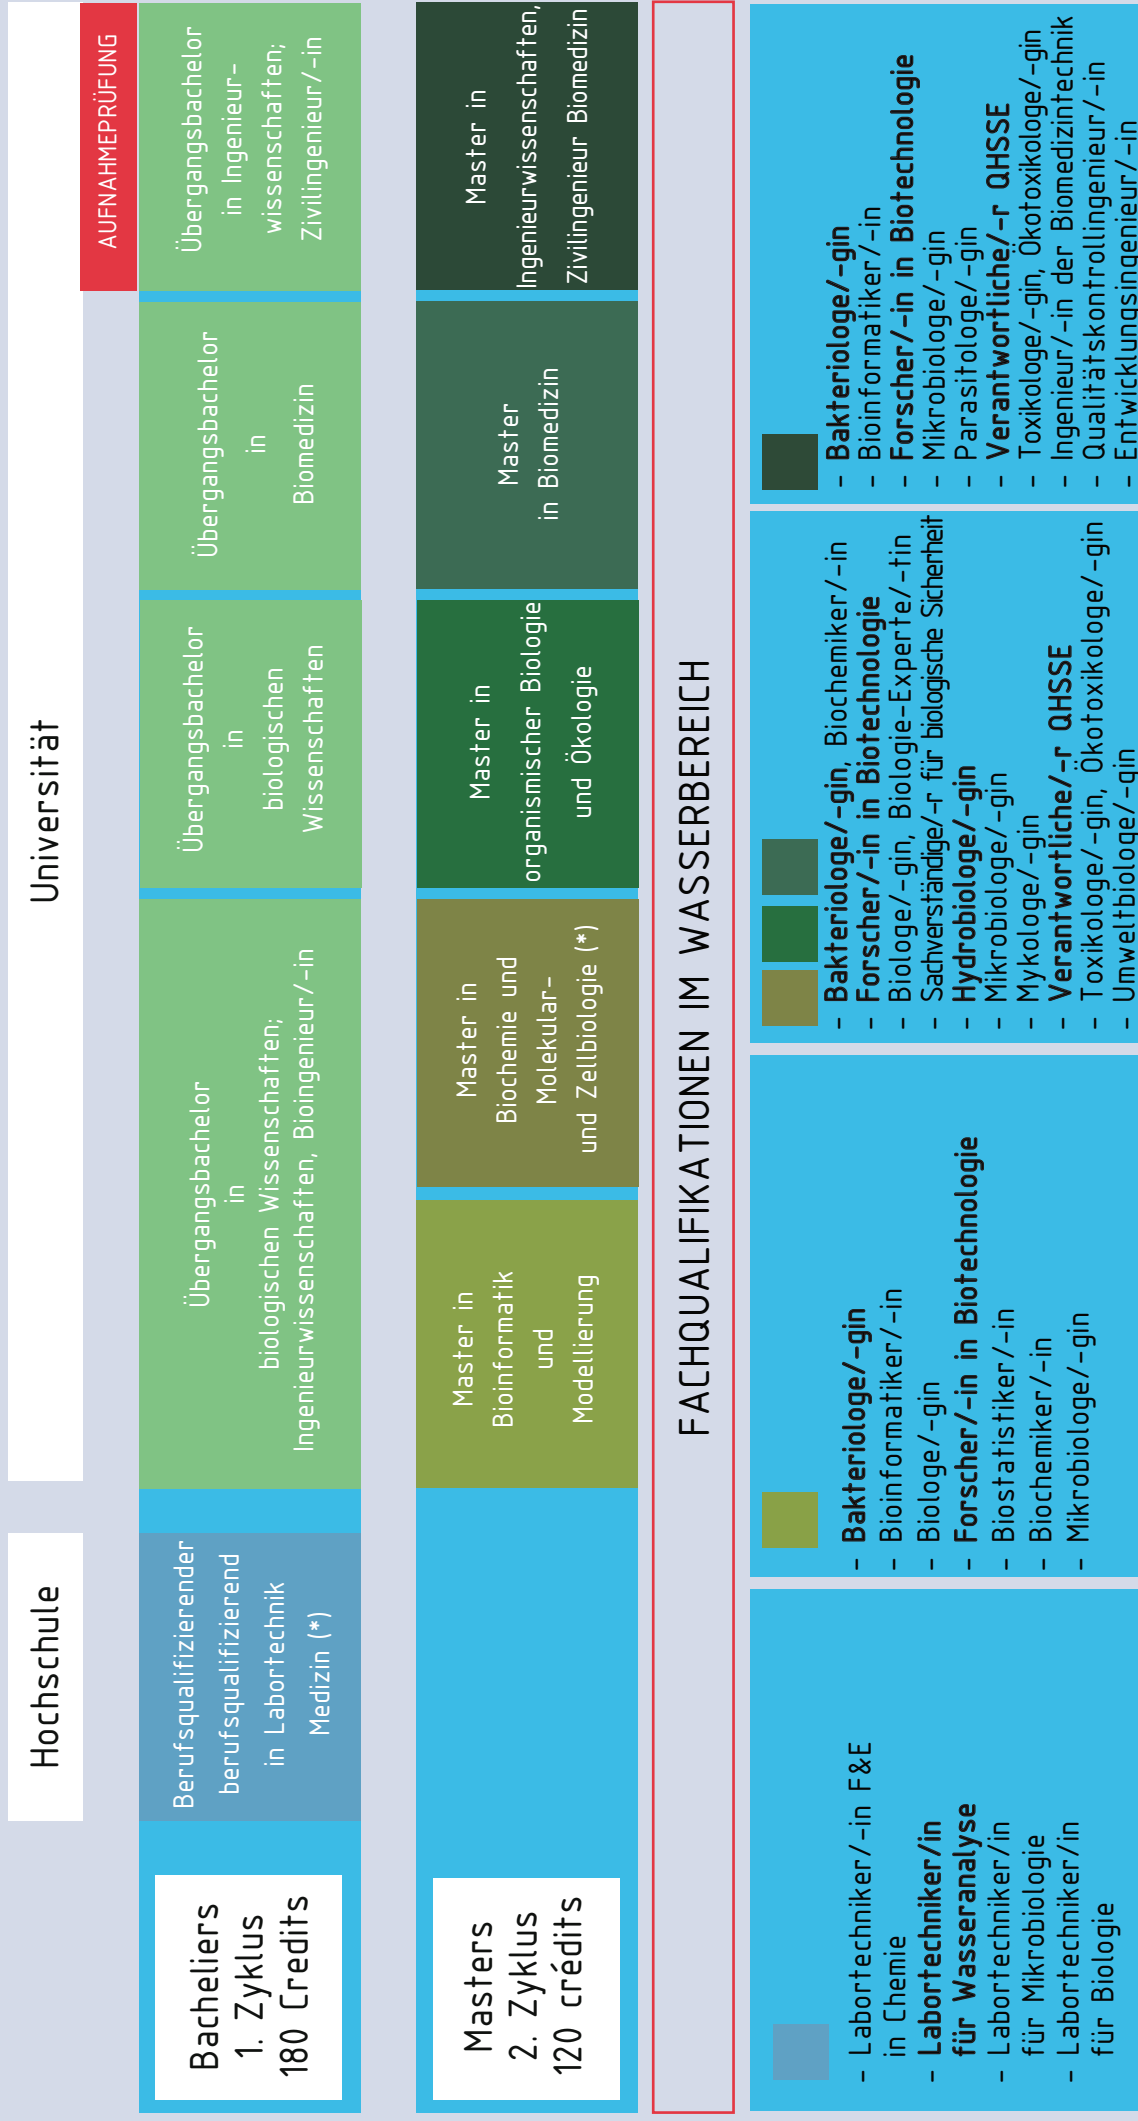 Hochschule
Universität
AUFNAHMEPRÜFUNG
Bacheliers
1. Zyklus
180 Credits
Berufsqualifizierender
berufsqualifizierend
in Labortechnik
Medizin (*)
Übergangsbachelor
in
biologischen Wissenschaften;
Ingenieurwissenschaften, Bioingenieur/-in
Übergangsbachelor
in
biologischen
Wissenschaften
Übergangsbachelor
in
Biomedizin
Übergangsbachelor
in Ingenieur-
wissenschaften;
Zivilingenieur/-in
Masters
2. Zyklus
120 crédits
Master in
Bioinformatik
und
Modellierung
Master in
Biochemie und
Molekular-
und Zellbiologie (*)
Master in
organismischer Biologie
und Ökologie
Master
in Biomedizin
Master in
Ingenieurwissenschaften,
Zivilingenieur Biomedizin
FACHQUALIFIKATIONEN IM WASSERBEREICH
- Labortechniker/-in F&E
in Chemie
- Labortechniker/in
für Wasseranalyse
- Labortechniker/in
für Mikrobiologie
- Labortechniker/in
für Biologie
- Bakteriologe/-gin
- Bioinformatiker/-in
- Biologe/-gin
- Forscher/-in in Biotechnologie
- Biostatistiker/-in
- Biochemiker/-in
- Mikrobiologe/-gin
- Bakteriologe/-gin, Biochemiker/-in
- Forscher/-in in Biotechnologie
- Biologe/-gin, Biologie-Experte/-tin
- Sachverständige/-r für biologische Sicherheit
- Hydrobiologe/-gin
- Mikrobiologe/-gin
- Mykologe/-gin
- Verantwortliche/-r QHSSE
- Toxikologe/-gin, Ökotoxikologe/-gin
- Umweltbiologe/-gin
- Bakteriologe/-gin
- Bioinformatiker/-in
- Forscher/-in in Biotechnologie
- Mikrobiologe/-gin
- Parasitologe/-gin
- Verantwortliche/-r QHSSE
- Toxikologe/-gin, Ökotoxikologe/-gin
- Ingenieur/-in der Biomedizintechnik
- Qualitätskontrollingenieur/-in
- Entwicklungsingenieur/-in